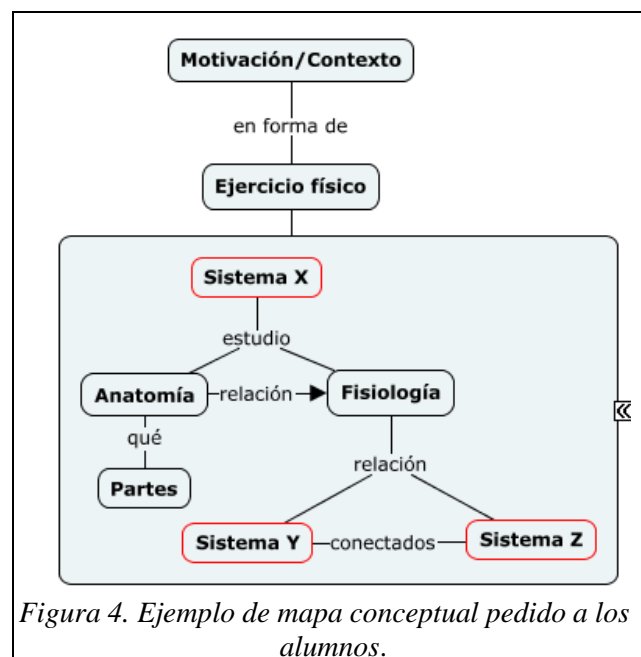 Motivación/Contexto
en forma de
Ejercicio físico
Sistema X
estudio
Anatomía
relación
Fisiología
qué
relación
Partes
Sistema Y
conectados
Sistema Z
Figura 4. Ejemplo de mapa conceptual pedido a los
alumnos.